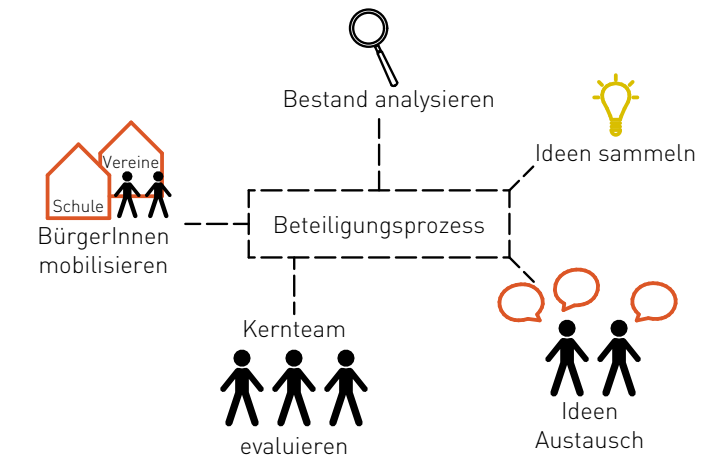 Bestand analysieren
Ideen sammeln
Vereine
Schule
BürgerInnen
mobilisieren
Beteiligungsprozess
Kernteam
evaluieren
Ideen
Austausch